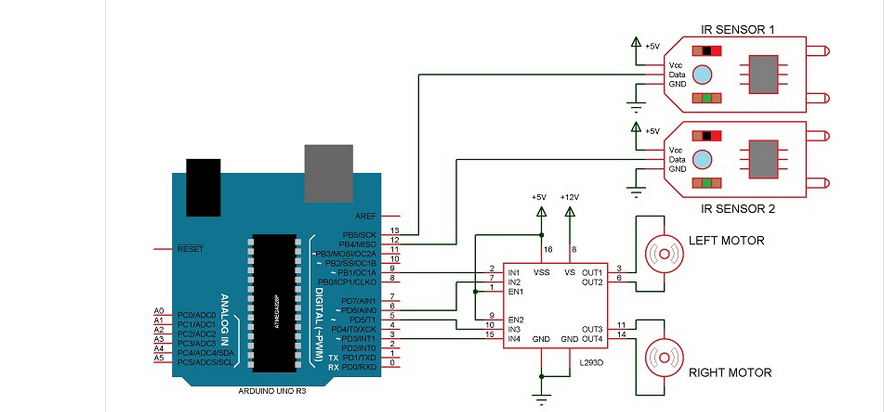 IR SENSOR 1
+5V
Vcc
Data
GND
+5V
Vcc
Data
GND
IR SENSOR 2
AREF
PB5/SCK 13
PB4/MISO 12
~PB3/MOSI/OC2A 11
~ PB2/SS/OC1B 10
~ PB1/OC1A 9
PB0/ICP1/CLKO 8
PD7/AIN1 7
~ PD6/AIN0 6
~ PD5/T1 5
PD4/T0/XCK 4
~ PD3/INT1 3
PD2/INT0 2
TX PD1/TXD 1
RX PD0/RXD 0
RESET
A0 PC0/ADC0
A1 PC1/ADC1
A2 PC2/ADC2
A3 PC3/ADC3
A4 PC4/ADC4/SDA
A5 PC5/ADC5/SCL
ANALOG IN
ATMEGA328P
DIGITAL (~PWM)
ARDUINO UNO R3
+5V +12V
16 8
VSS VS
2 IN1 OUT1 3
7 IN2 OUT2 6
1 EN1
9 EN2
10 IN3 OUT3 11
15 IN4 OUT4 14
GND GND
L293D
LEFT MOTOR
RIGHT MOTOR